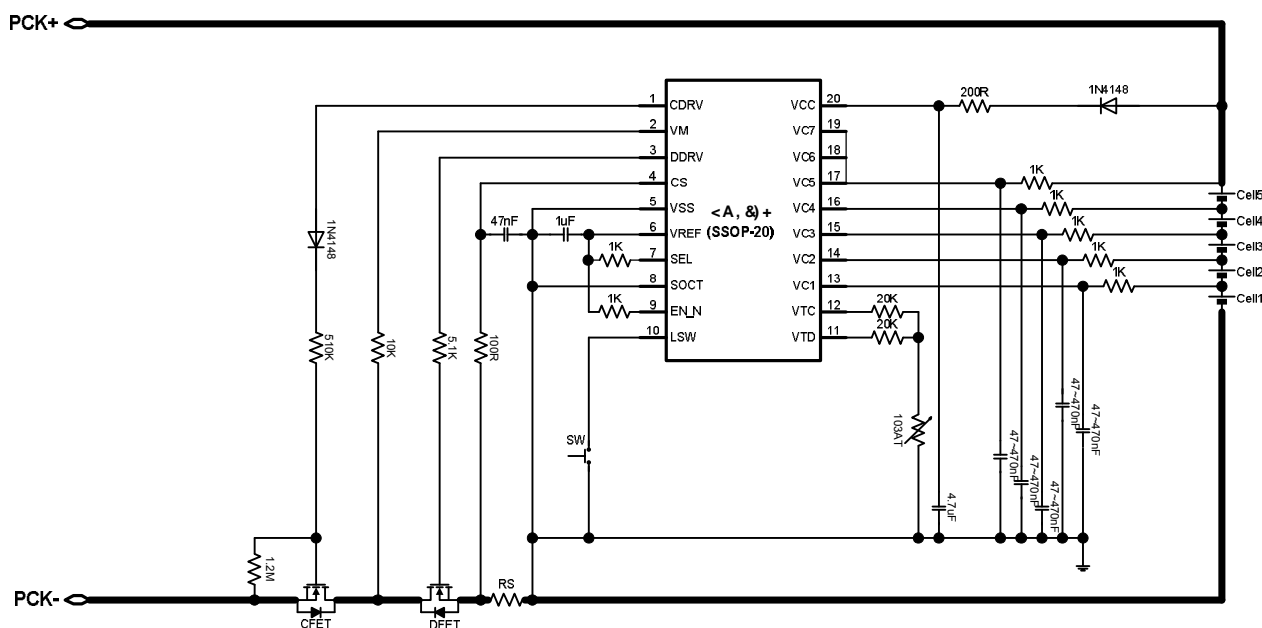 PCK+
1 CDRV
2 VM
3 DDRV
4 CS
5 VSS
6 VREF
7 SEL
8 SOCT
9 EN_N
10 LSW
<A, &) +
(SSOP-20)
VCC 20
VC7 19
VC6 18
VC5 17
VC4 16
VC3 15
VC2 14
VC1 13
VTC 12
VTD 11
200R
1N4148
1K
1K
1K
1K
1K
Cell5
Cell4
Cell3
Cell2
Cell1
47nF
1uF
1K
1K
1N4148
510K
10K
5.1K
100R
20K
20K
103AT
SW
4.7uF
47~470nF
47~470nF
47~470nF
47~470nF
47~470nF
1.2M
RS
PCK-
CFET
DFET